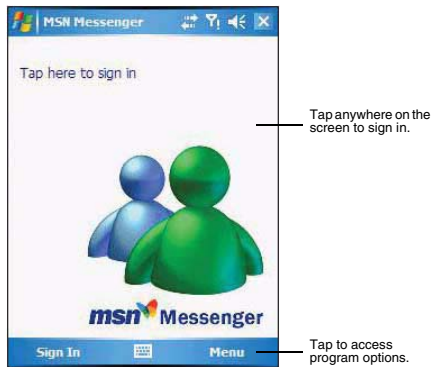 MSN Messenger
Tap here to sign in
Tap anywhere on the
screen to sign in.
msn Messenger
Sign In Menu
Tap to access
program options.